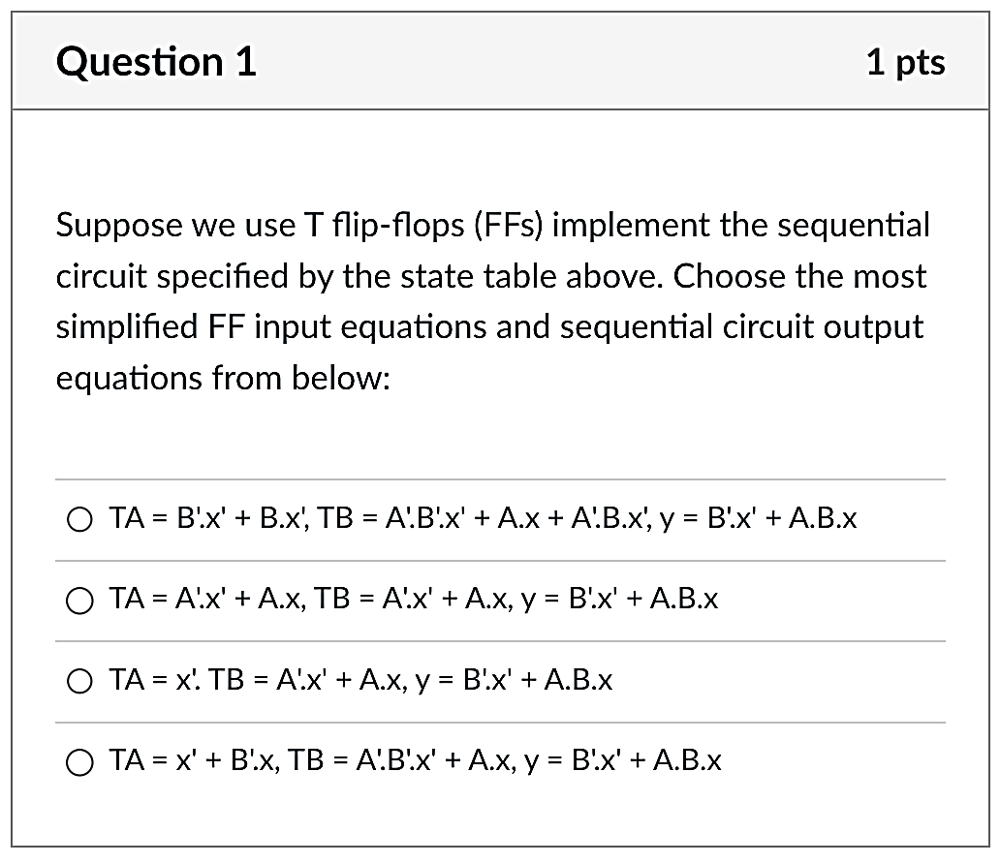 Question 1
1 pts
Suppose we use T flip-flops (FFs) implement the sequential
circuit specified by the state table above. Choose the most
simplified FF input equations and sequential circuit output
equations from below:
TA = B'.x' + B.x', TB = A'.B'.x' + A.x + A'.B.x', y = B'.x' + A.B.x
TA = A'.x' + A.x, TB = A'.x' + A.x, y = B'.x' + A.B.x
TA = x'. TB = A'.x' + A.x, y = B'.x' + A.B.x
TA = x' + B'.x, TB = A'.B'.x' + A.x, y = B'.x' + A.B.x